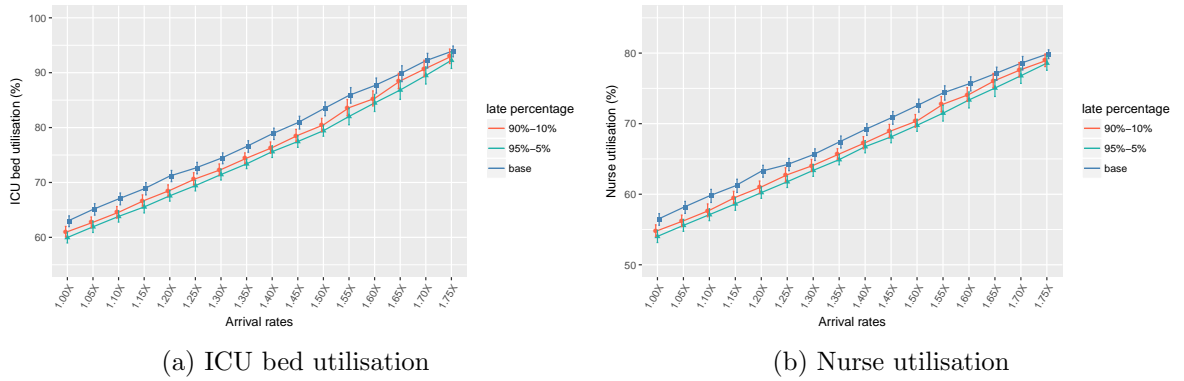 100
90
80
70
60
ICU bed utilisation (%)
1.00X
1.05X
1.10X
1.15X
1.20X
1.25X
1.30X
1.35X
1.40X
1.45X
1.50X
1.55X
1.60X
1.65X
1.70X
1.75X
Arrival rates
late percentage
90%−10%
95%−5%
base
(a) ICU bed utilisation
80
70
60
50
Nurse utilisation (%)
1.00X
1.05X
1.10X
1.15X
1.20X
1.25X
1.30X
1.35X
1.40X
1.45X
1.50X
1.55X
1.60X
1.65X
1.70X
1.75X
Arrival rates
late percentage
90%−10%
95%−5%
base
(b) Nurse utilisation